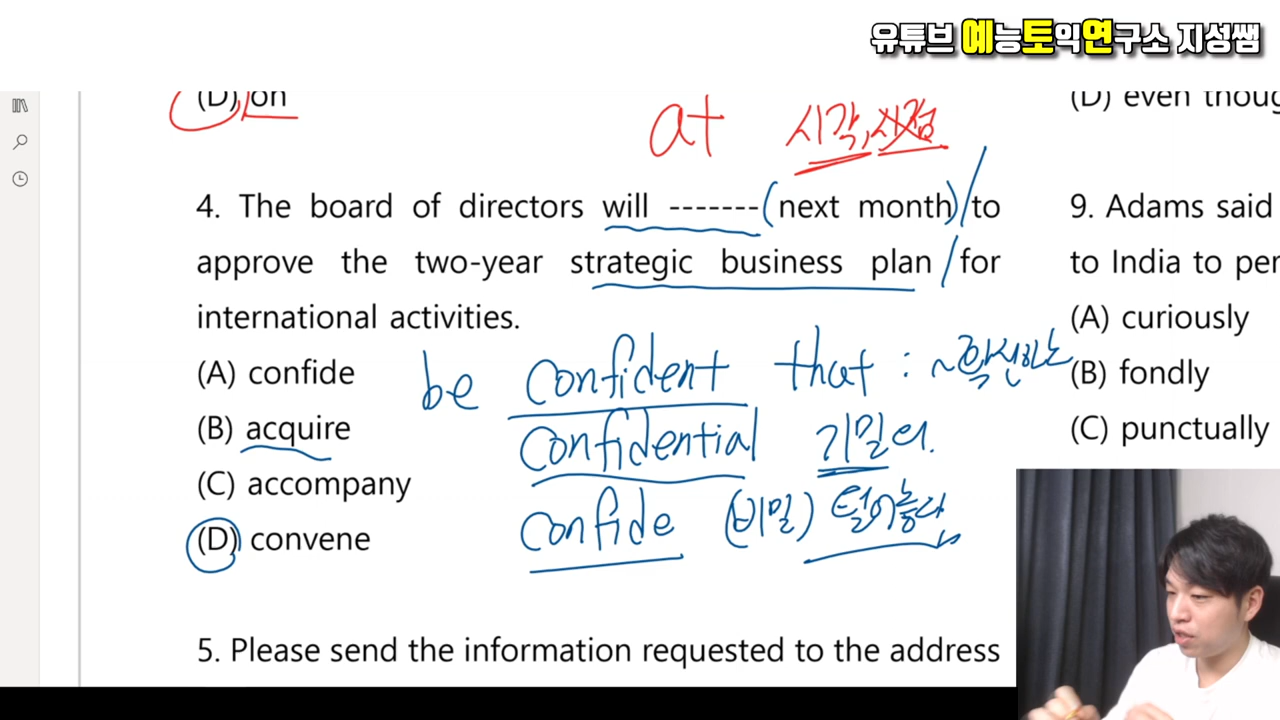 유튜브 예능토익연구소 지성쌤
(D) on
at 시각, 시점
4. The board of directors will ------- (next month) / to
approve the two-year strategic business plan / for
international activities.
(A) confide
(B) acquire
(C) accompany
(D) convene
be confident that : ~확신하는
confidential 기밀의.
confide (비밀) 털어놓다
5. Please send the information requested to the address
(D) even thoug
9. Adams said
to India to per
(A) curiously
(B) fondly
(C) punctually